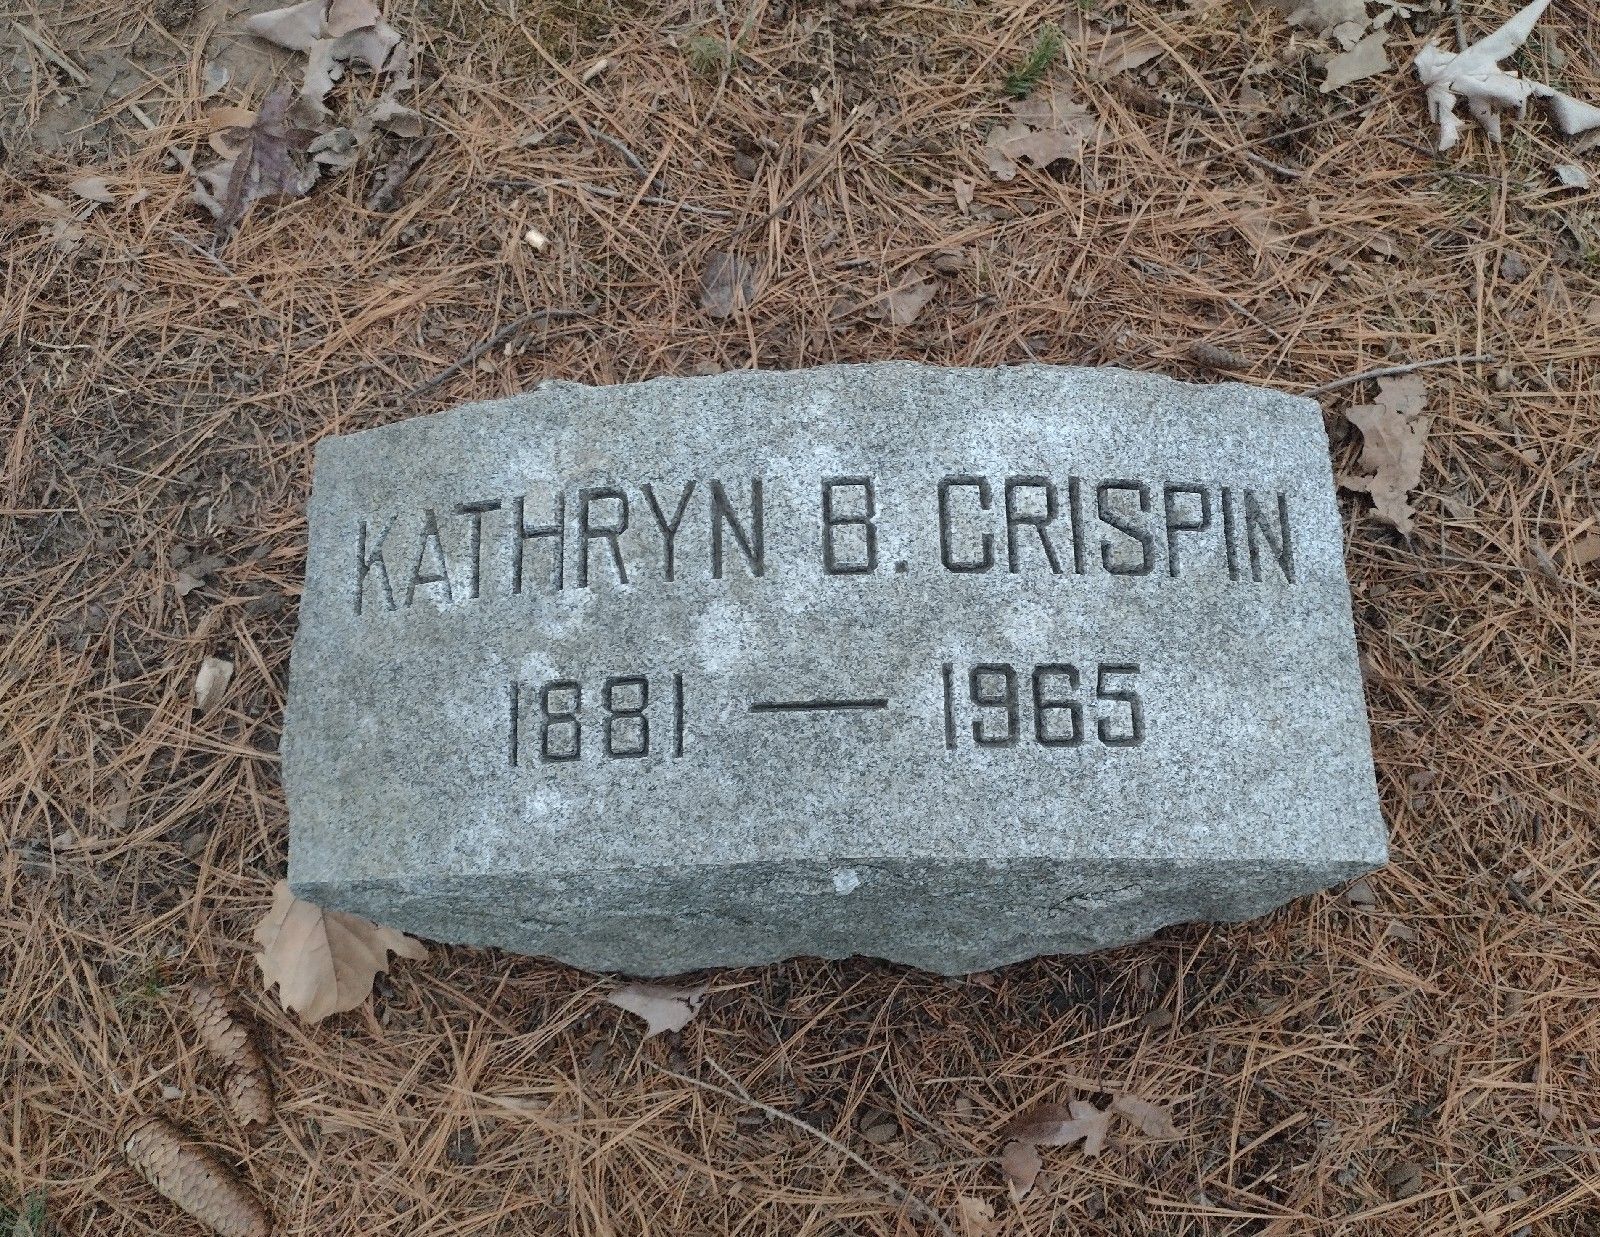 KATHRYN B. CRISPIN
1881 — 1965